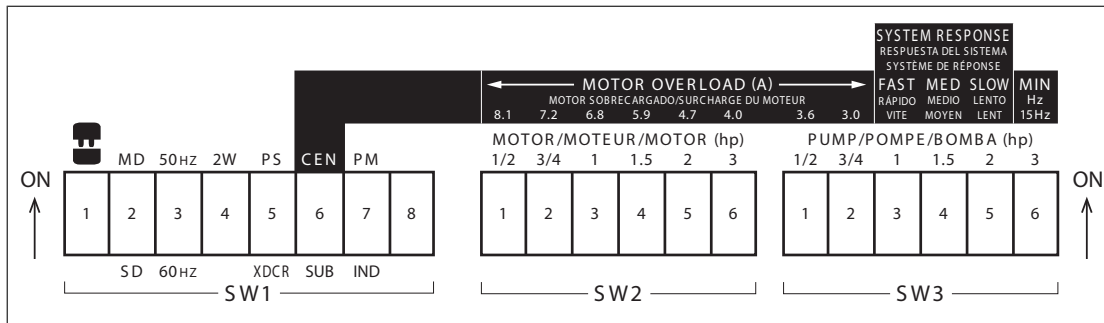 SYSTEM RESPONSE
RESPUESTA DEL SISTEMA
SYSTÈME DE RÉPONSE
MOTOR OVERLOAD (A) FAST MED SLOW MIN
MOTOR SOBRECARGADO/SURCHARGE DU MOTEUR RÁPIDO MEDIO LENTO Hz
8.1 7.2 6.8 5.9 4.7 4.0 3.6 3.0 VITE MOYEN LENT 15Hz
MOTOR/MOTEUR/MOTOR (hp) PUMP/POMPE/BOMBA (hp)
MD 50HZ 2W PS CEN PM 1/2 3/4 1 1.5 2 3 1/2 3/4 1 1.5 2 3
ON ON
1 2 3 4 5 6 7 8 1 2 3 4 5 6 1 2 3 4 5 6
SD 60HZ XDCR SUB IND
SW1 SW2 SW3